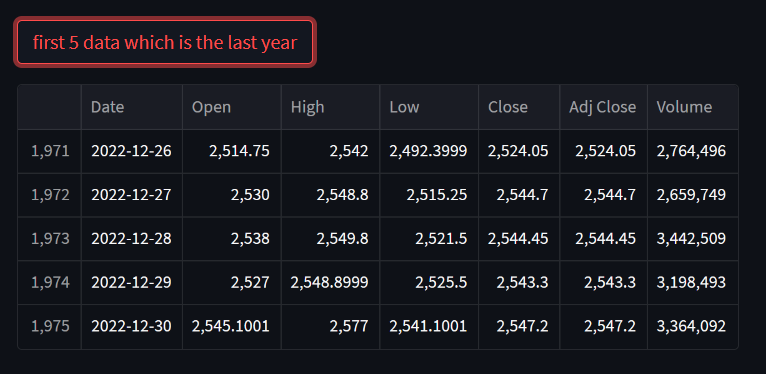 first 5 data which is the last year
Date Open High Low Close Adj Close Volume
1,971 2022-12-26 2,514.75 2,542 2,492.3999 2,524.05 2,524.05 2,764,496
1,972 2022-12-27 2,530 2,548.8 2,515.25 2,544.7 2,544.7 2,659,749
1,973 2022-12-28 2,538 2,549.8 2,521.5 2,544.45 2,544.45 3,442,509
1,974 2022-12-29 2,527 2,548.8999 2,525.5 2,543.3 2,543.3 3,198,493
1,975 2022-12-30 2,545.1001 2,577 2,541.1001 2,547.2 2,547.2 3,364,092